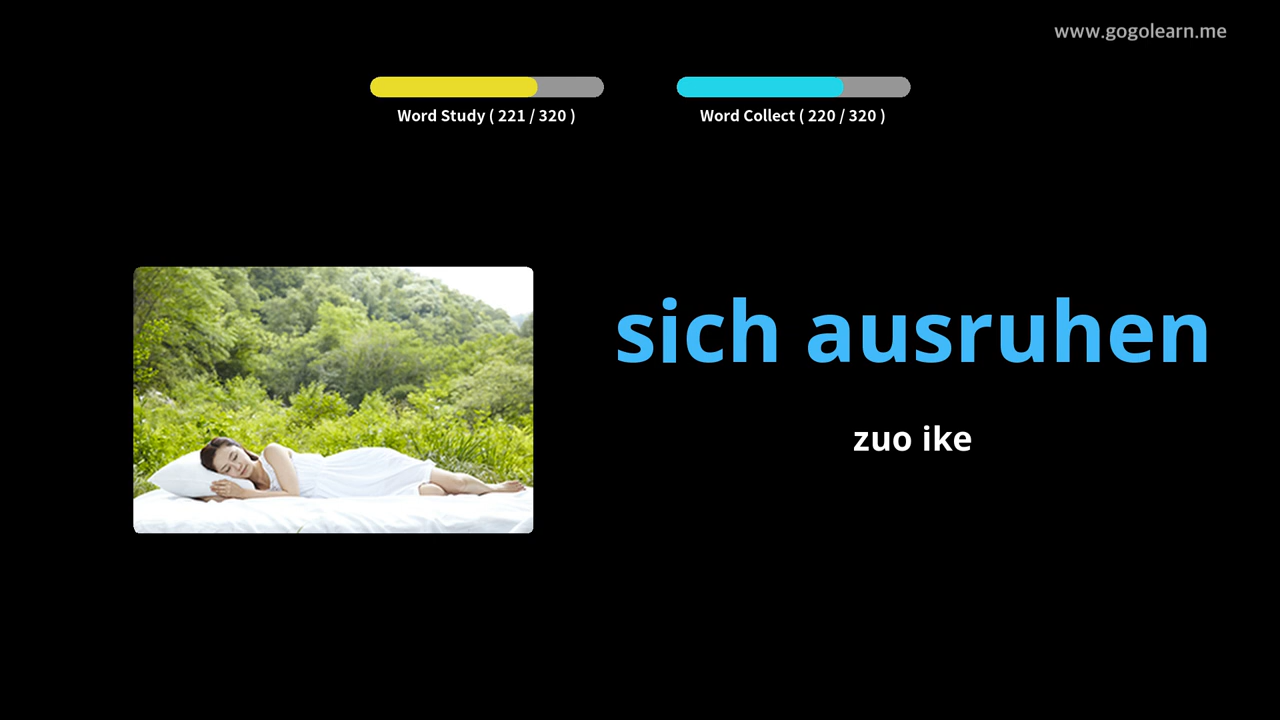 www.gogolearn.me
Word Study ( 221 / 320 )
Word Collect ( 220 / 320 )
sich ausruhen
zuo ike